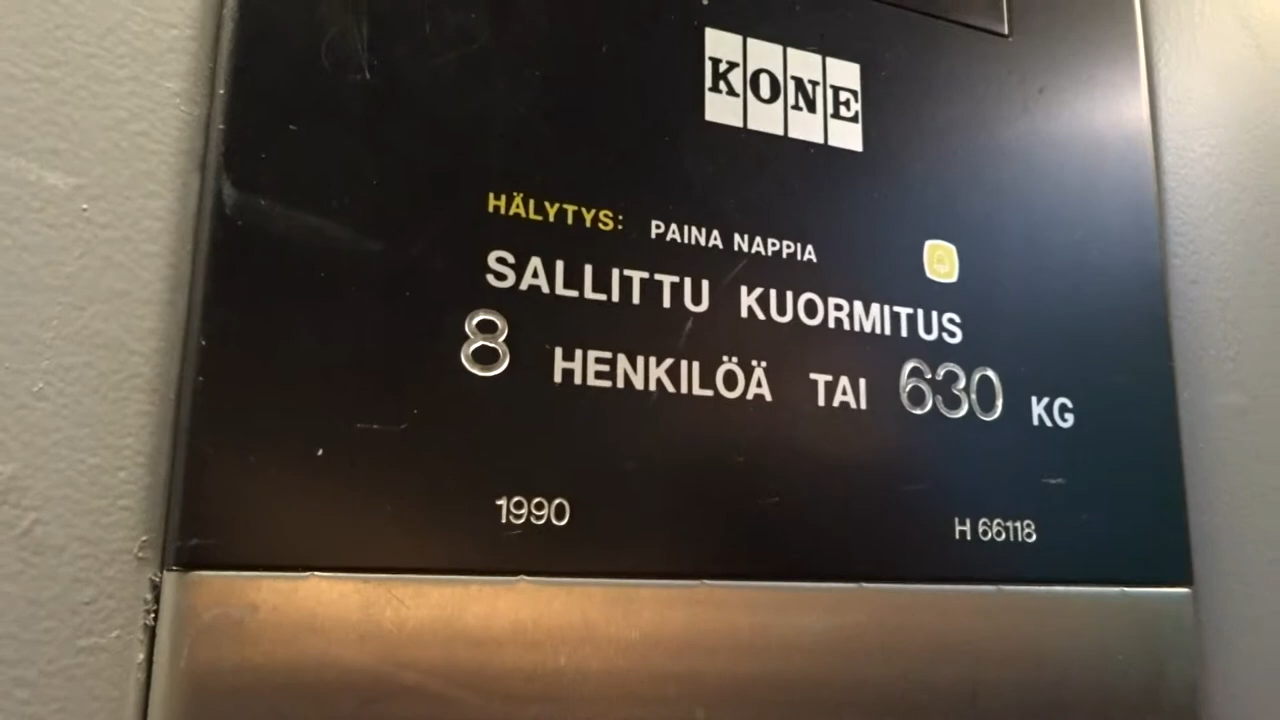 KONE
HÄLYTYS: PAINA NAPPIA
SALLITTU KUORMITUS
8 HENKILÖÄ TAI 630 KG
1990 H 66118